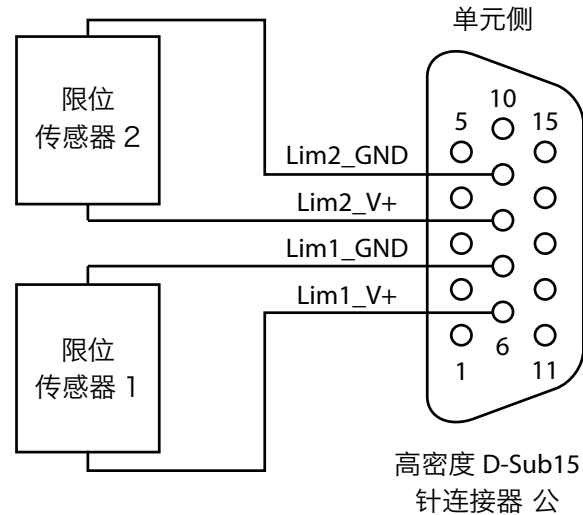 单元侧
限位
传感器 2
10
5
15
Lim2_GND
Lim2_V+
Lim1_GND
Lim1_V+
限位
传感器 1
1
6
11
高密度 D-Sub15
针连接器 公